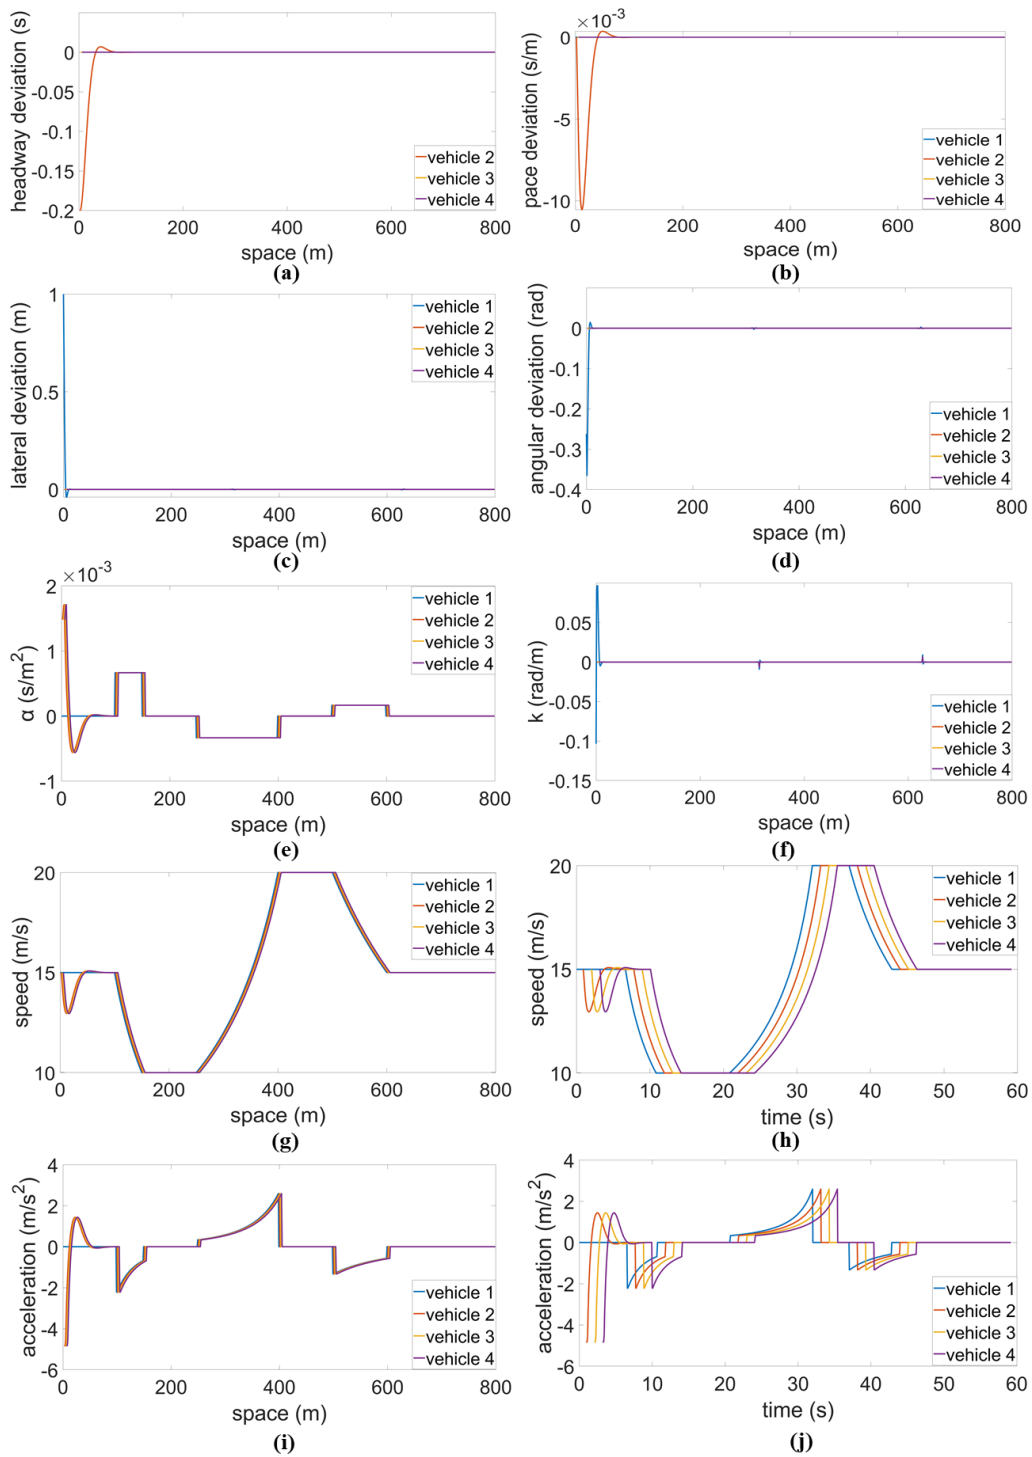 headway deviation (s)
0
-0.05
-0.1
-0.15
-0.2
0 200 400 600 800
space (m)
vehicle 2
vehicle 3
vehicle 4
(a)
×10⁻³
pace deviation (s/m)
0
-5
-10
0 200 400 600 800
space (m)
vehicle 1
vehicle 2
vehicle 3
vehicle 4
(b)
lateral deviation (m)
1
0.5
0
0 200 400 600 800
space (m)
vehicle 1
vehicle 2
vehicle 3
vehicle 4
(c)
angular deviation (rad)
0
-0.1
-0.2
-0.3
-0.4
0 200 400 600 800
space (m)
vehicle 1
vehicle 2
vehicle 3
vehicle 4
(d)
×10⁻³
α (s/m²)
2
1
0
-1
0 200 400 600 800
space (m)
vehicle 1
vehicle 2
vehicle 3
vehicle 4
(e)
k (rad/m)
0.05
0
-0.05
-0.1
-0.15
0 200 400 600 800
space (m)
vehicle 1
vehicle 2
vehicle 3
vehicle 4
(f)
speed (m/s)
20
15
10
0 200 400 600 800
space (m)
vehicle 1
vehicle 2
vehicle 3
vehicle 4
(g)
speed (m/s)
20
15
10
0 10 20 30 40 50 60
time (s)
vehicle 1
vehicle 2
vehicle 3
vehicle 4
(h)
acceleration (m/s²)
4
2
0
-2
-4
-6
0 200 400 600 800
space (m)
vehicle 1
vehicle 2
vehicle 3
vehicle 4
(i)
acceleration (m/s²)
4
2
0
-2
-4
-6
0 10 20 30 40 50 60
time (s)
vehicle 1
vehicle 2
vehicle 3
vehicle 4
(j)